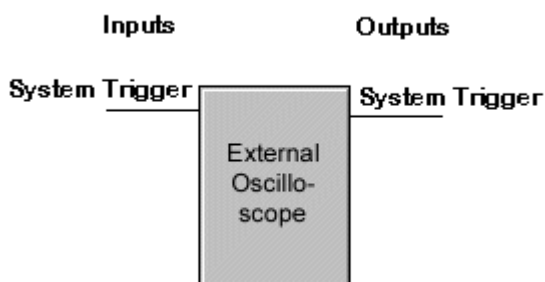 Inputs
Outputs
System Trigger
System Trigger
External
Oscillo-
scope